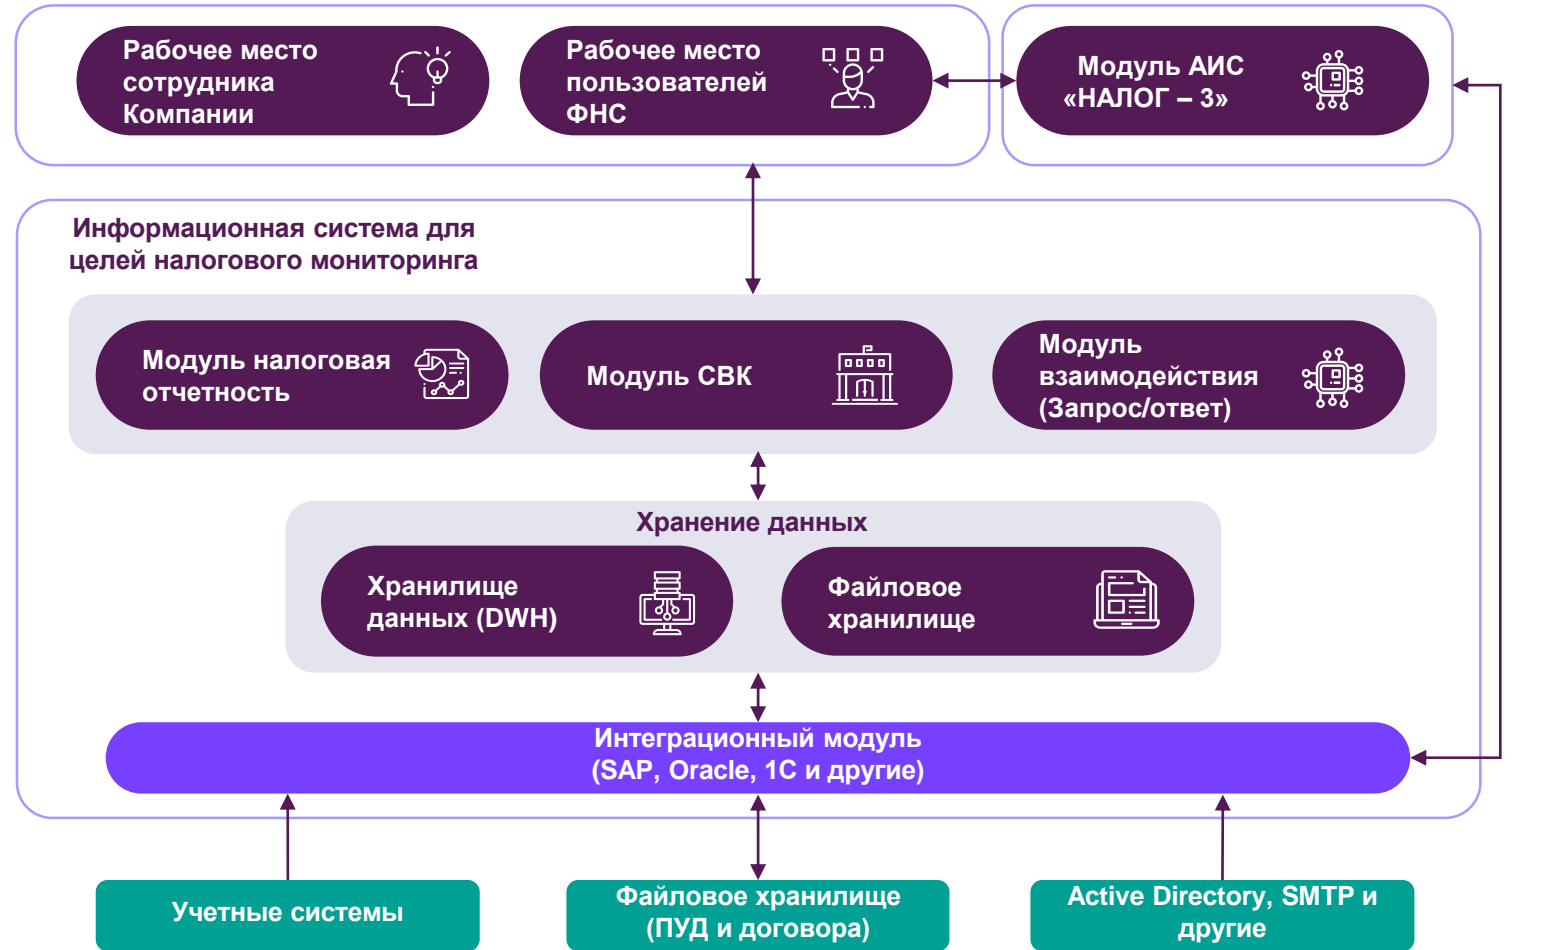 Рабочее место
сотрудника
Компании
Рабочее место
пользователей
ФНС
Модуль АИС
«НАЛОГ – 3»
Информационная система для
целей налогового мониторинга
Модуль налоговая
отчетность
Модуль СВК
Модуль
взаимодействия
(Запрос/ответ)
Хранение данных
Хранилище
данных (DWH)
Файловое
хранилище
Интеграционный модуль
(SAP, Oracle, 1С и другие)
Учетные системы
Файловое хранилище
(ПУД и договора)
Active Directory, SMTP и
другие